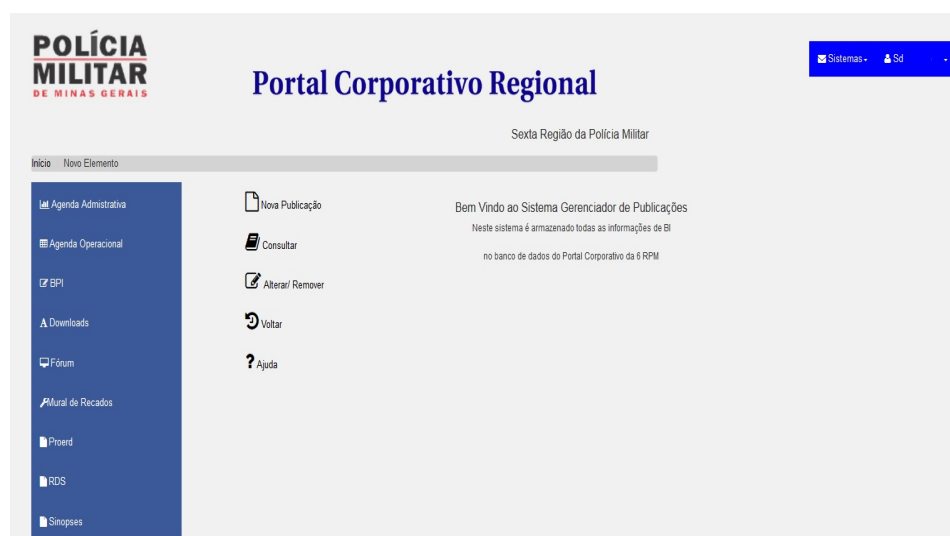 POLÍCIA
MILITAR
DE MINAS GERAIS
Portal Corporativo Regional
Sistemas
Sd
Sexta Região da Polícia Militar
Início Novo Elemento
Agenda Admistrativa
Agenda Operacional
BPI
Downloads
Fórum
Mural de Recados
Proerd
RDS
Sinopses
Nova Publicação
Consultar
Alterar/ Remover
Voltar
Ajuda
Bem Vindo ao Sistema Gerenciador de Publicações
Neste sistema é armazenado todas as informações de BI
no banco de dados do Portal Corporativo da 6 RPM